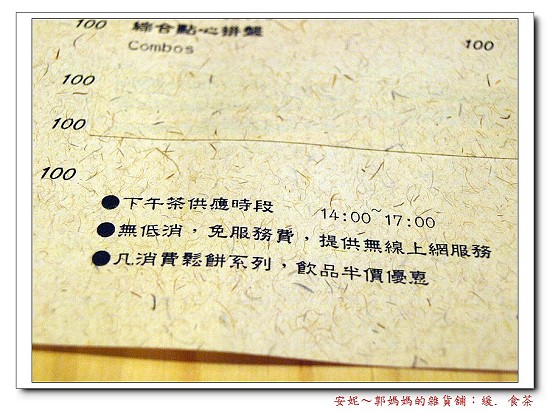 100 綜合點心拼盤
Combos 100
100
100
100
●下午茶供應時段 14:00~17:00
●無低消，免服務費，提供無線上網服務
●凡消費鬆餅系列，飲品半價優惠
安妮～郭媽媽的雜貨舖：緩．食茶